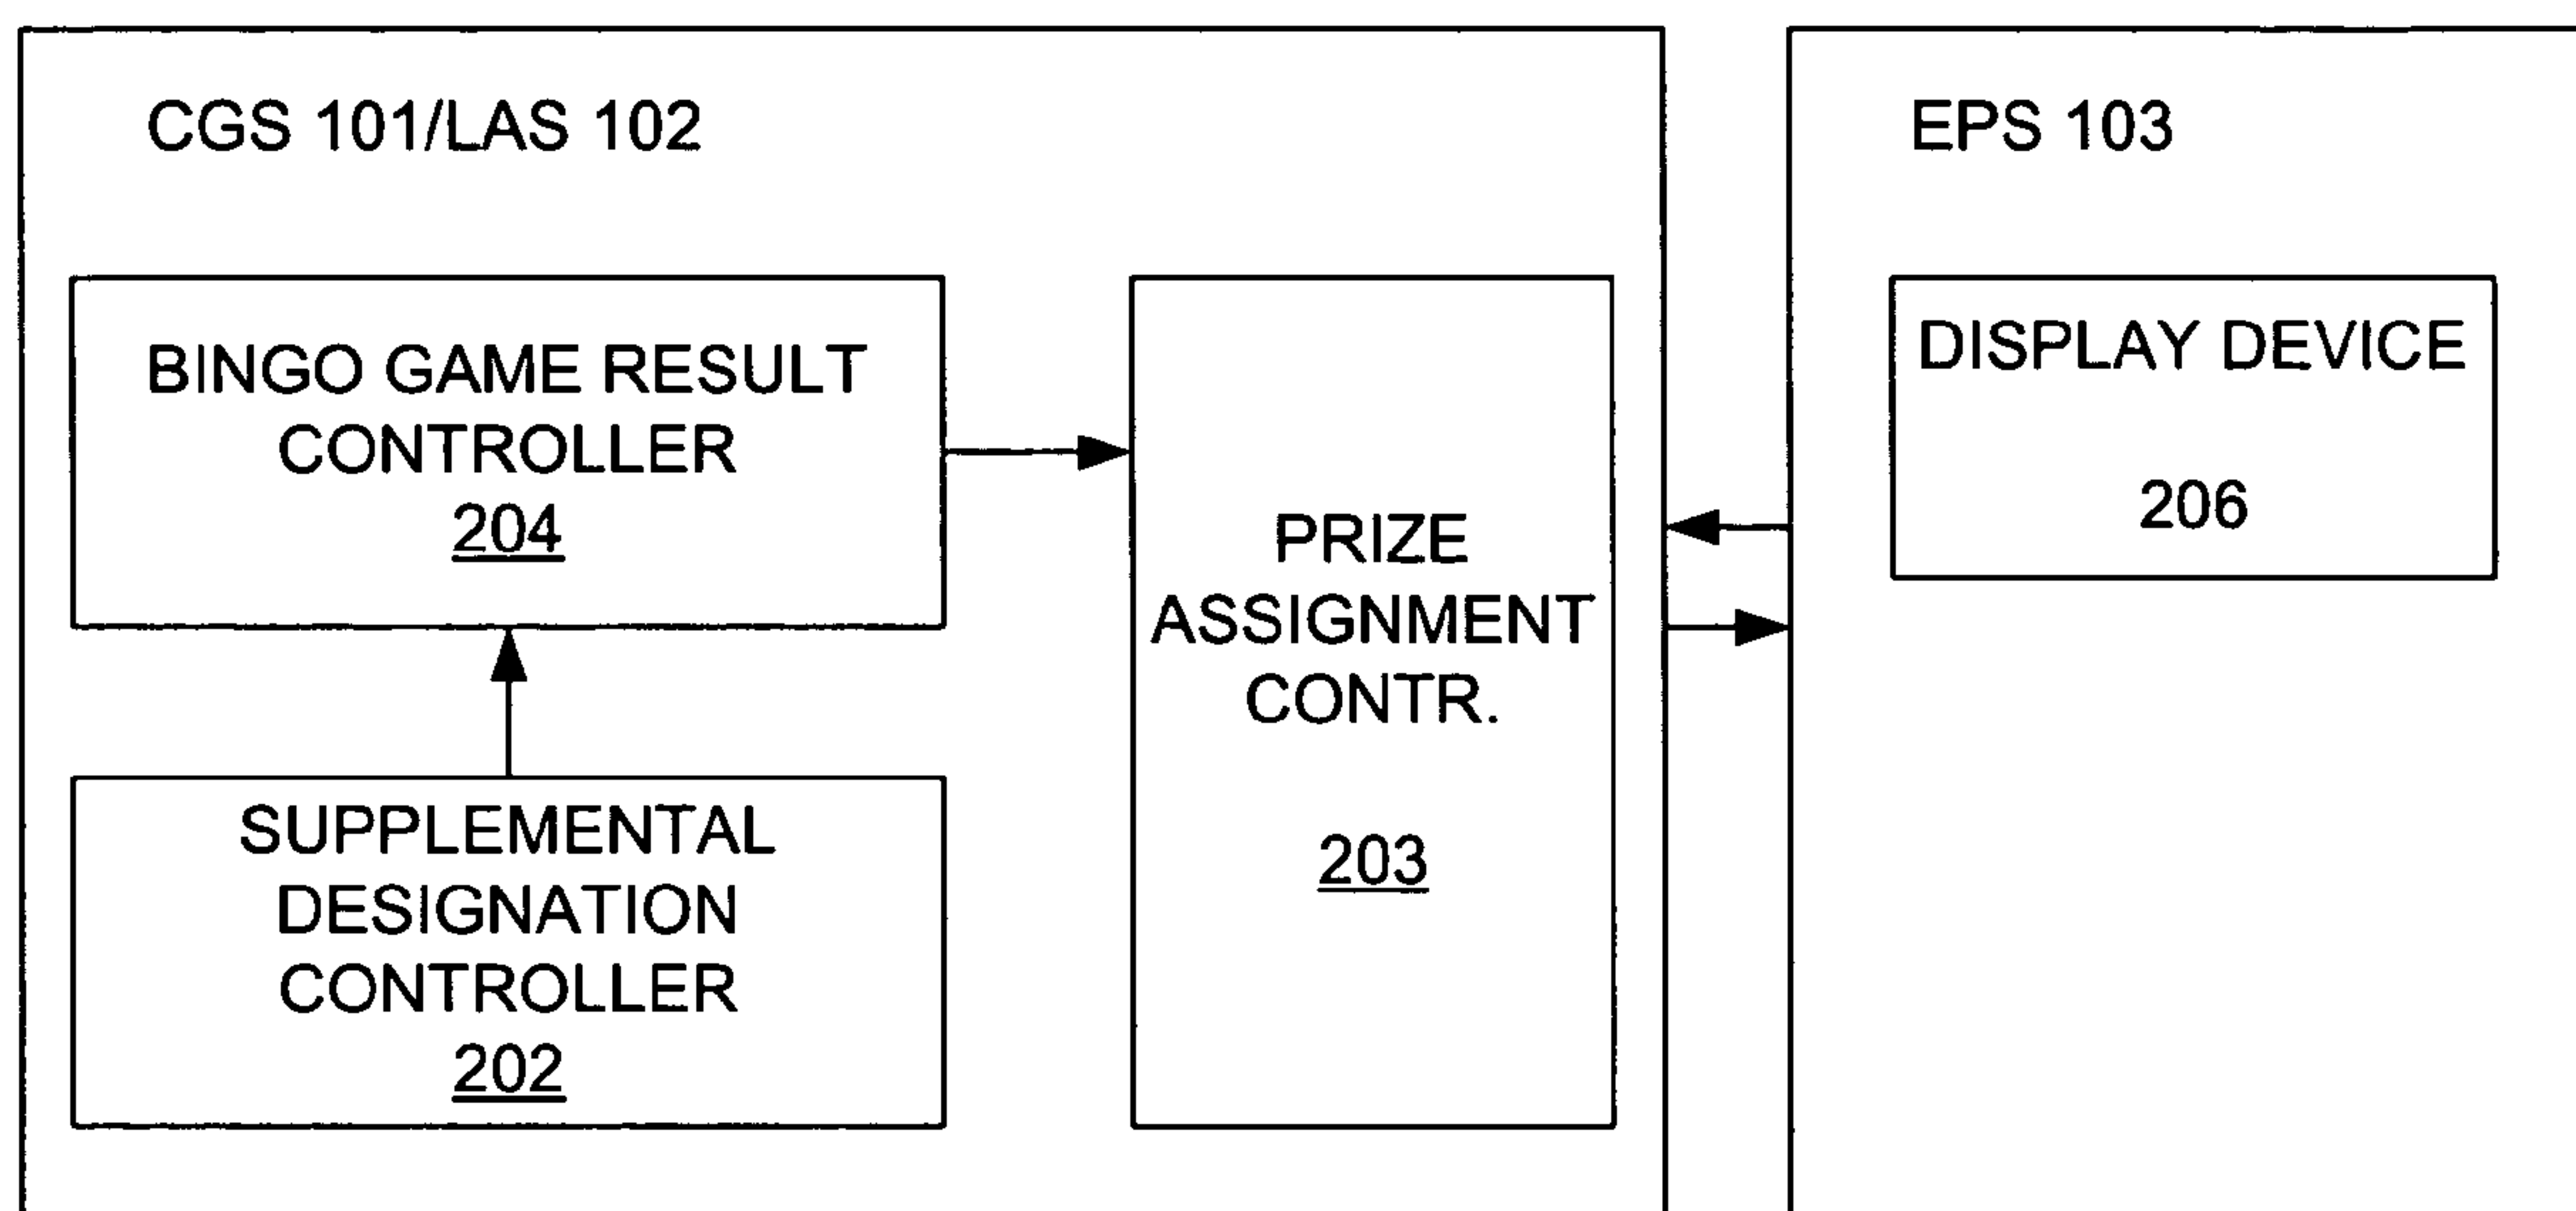 CGS 101/LAS 102
BINGO GAME RESULT
CONTROLLER
204
SUPPLEMENTAL
DESIGNATION
CONTROLLER
202
PRIZE
ASSIGNMENT
CONTR.
203
EPS 103
DISPLAY DEVICE
206